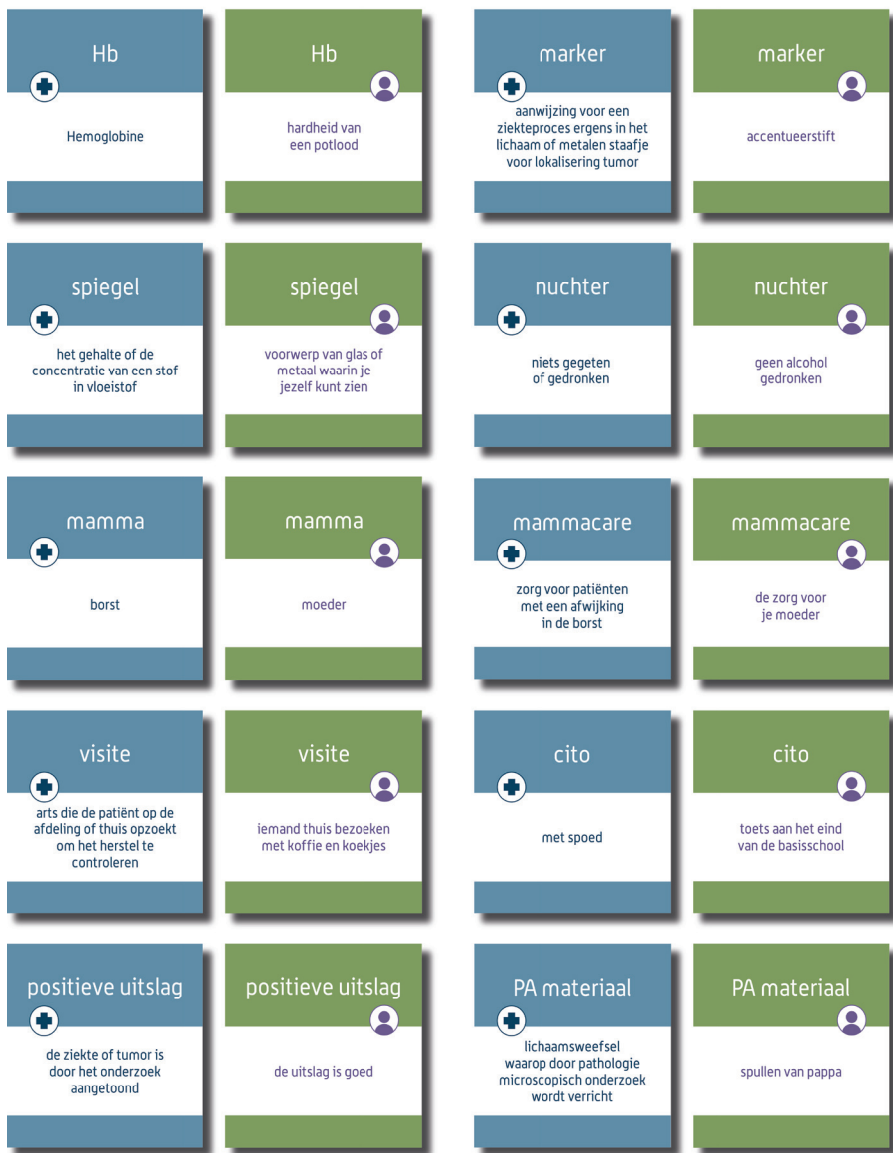 Hb
Hemoglobine
Hb
hardheid van
een potlood
marker
aanwijzing voor een
ziekteproces ergens in het
lichaam of metalen staafje
voor lokalisering tumor
marker
accentueerstift
spiegel
het gehalte of de
concentratie van een stof
in vloeistof
spiegel
voorwerp van glas of
metaal waarin je
jezelf kunt zien
nuchter
niets gegeten
of gedronken
nuchter
geen alcohol
gedronken
mamma
borst
mamma
moeder
mammacare
zorg voor patiënten
met een afwijking
in de borst
mammacare
de zorg voor
je moeder
visite
arts die de patiënt op de
afdeling of thuis opzoekt
om het herstel te
controleren
visite
iemand thuis bezoeken
met koffie en koekjes
cito
met spoed
cito
toets aan het eind
van de basisschool
positieve uitslag
de ziekte of tumor is
door het onderzoek
aangetoond
positieve uitslag
de uitslag is goed
PA materiaal
lichaamsweefsel
waarop door pathologie
microscopisch onderzoek
wordt verricht
PA materiaal
spullen van pappa